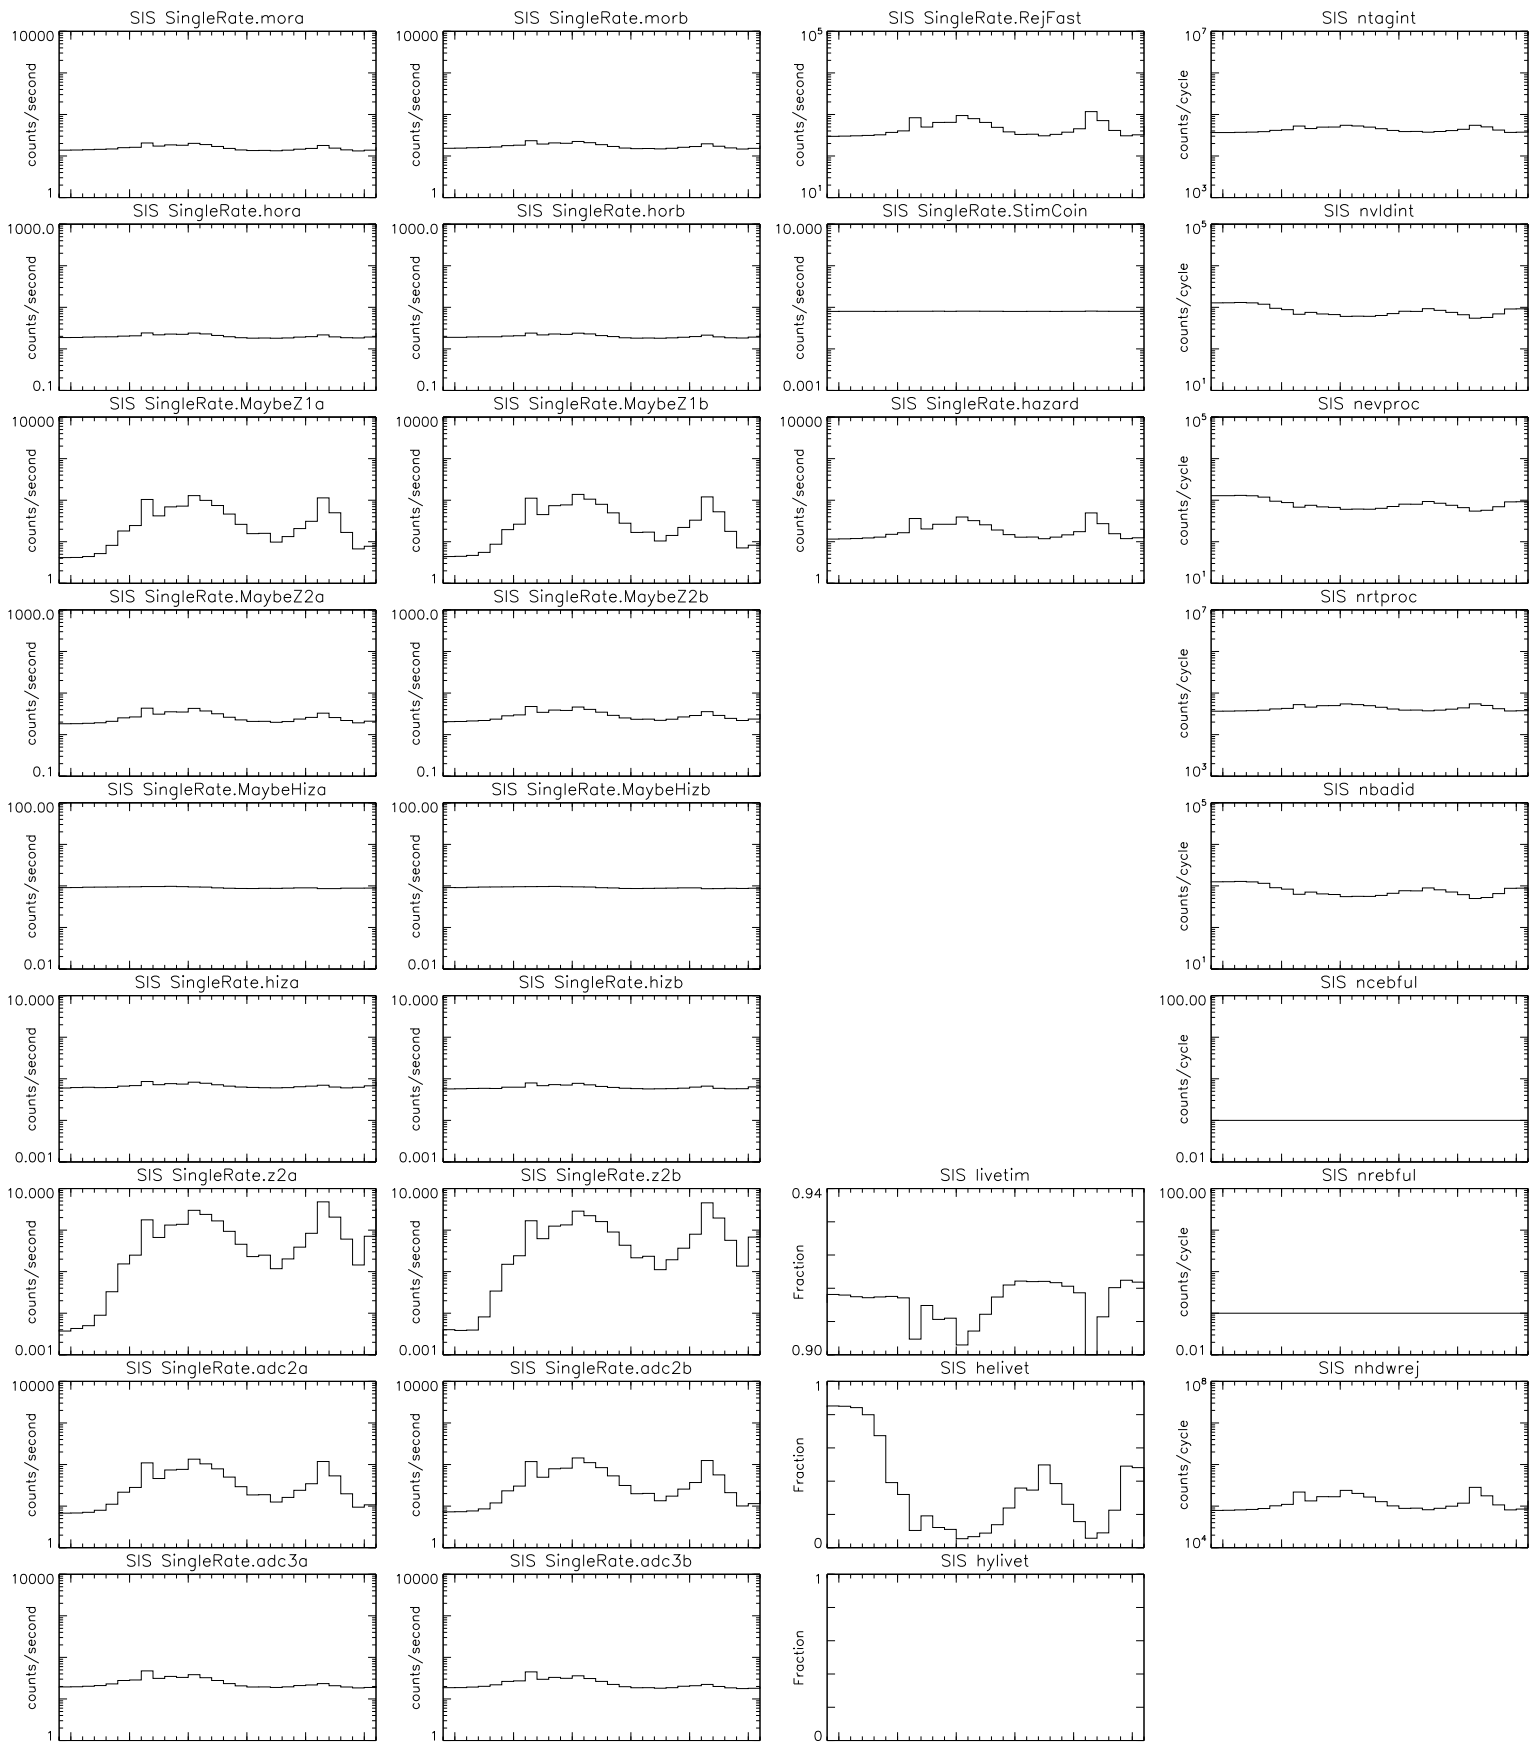 SIS SingleRate.mora
10000
counts/second
1
SIS SingleRate.morb
10000
counts/second
1
SIS SingleRate.RejFast
10⁵
counts/second
10¹
SIS ntagint
10⁷
counts/cycle
10³
SIS SingleRate.hora
1000.0
counts/second
0.1
SIS SingleRate.horb
1000.0
counts/second
0.1
SIS SingleRate.StimCoin
10.000
counts/second
0.001
SIS nvldint
10⁵
counts/cycle
10¹
SIS SingleRate.MaybeZ1a
10000
counts/second
1
SIS SingleRate.MaybeZ1b
10000
counts/second
1
SIS SingleRate.hazard
10000
counts/second
1
SIS nevproc
10⁵
counts/cycle
10¹
SIS SingleRate.MaybeZ2a
1000.0
counts/second
0.1
SIS SingleRate.MaybeZ2b
1000.0
counts/second
0.1
SIS nrtproc
10⁷
counts/cycle
10³
SIS SingleRate.MaybeHiza
100.00
counts/second
0.01
SIS SingleRate.MaybeHizb
100.00
counts/second
0.01
SIS nbadid
10⁵
counts/cycle
10¹
SIS SingleRate.hiza
10.000
counts/second
0.001
SIS SingleRate.hizb
10.000
counts/second
0.001
SIS ncebful
100.00
counts/cycle
0.01
SIS SingleRate.z2a
10.000
counts/second
0.001
SIS SingleRate.z2b
10.000
counts/second
0.001
SIS livetim
0.94
Fraction
0.90
SIS nrebful
100.00
counts/cycle
0.01
SIS SingleRate.adc2a
10000
counts/second
1
SIS SingleRate.adc2b
10000
counts/second
1
SIS helivet
1
Fraction
0
SIS nhdwrej
10⁸
counts/cycle
10⁴
SIS SingleRate.adc3a
10000
counts/second
1
SIS SingleRate.adc3b
10000
counts/second
1
SIS hylivet
1
Fraction
0